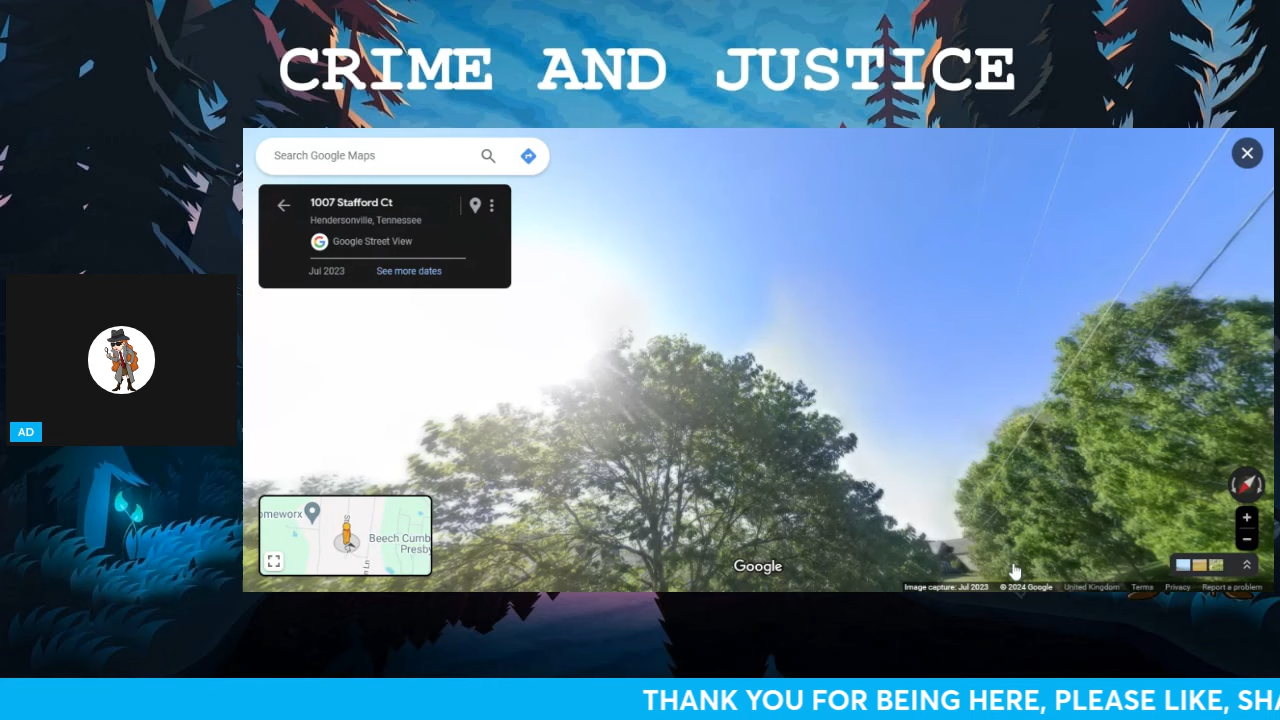 CRIME AND JUSTICE
Search Google Maps
1007 Stafford Ct
Hendersonville, Tennessee
Google Street View
Jul 2023 See more dates
AD
omeworx
Beech Cumb
Presby
Google
Image capture: Jul 2023 © 2024 Google United Kingdom Terms Privacy Report a problem
THANK YOU FOR BEING HERE, PLEASE LIKE, SHA